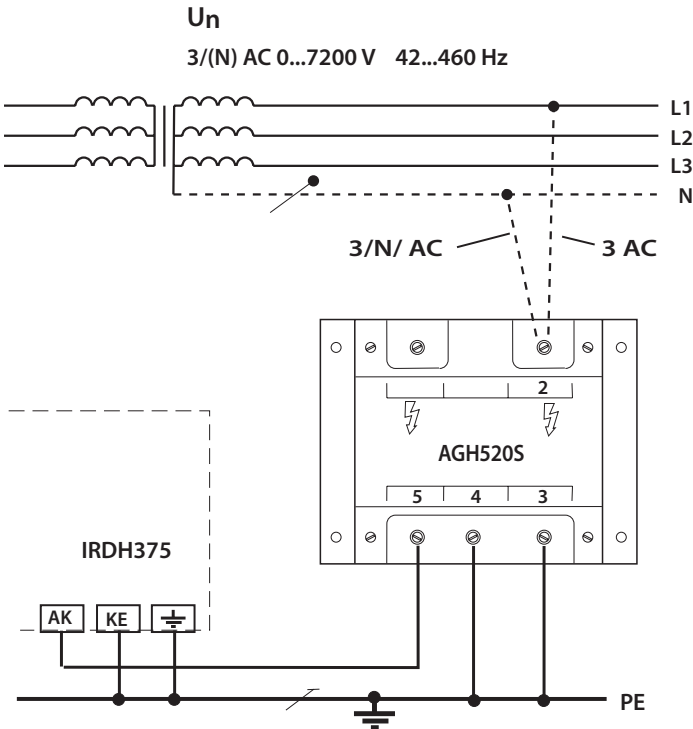 Un
3/(N) AC 0...7200 V 42...460 Hz
L1
L2
L3
N
3/N/ AC
3 AC
2
AGH520S
5 4 3
IRDH375
AK KE
PE